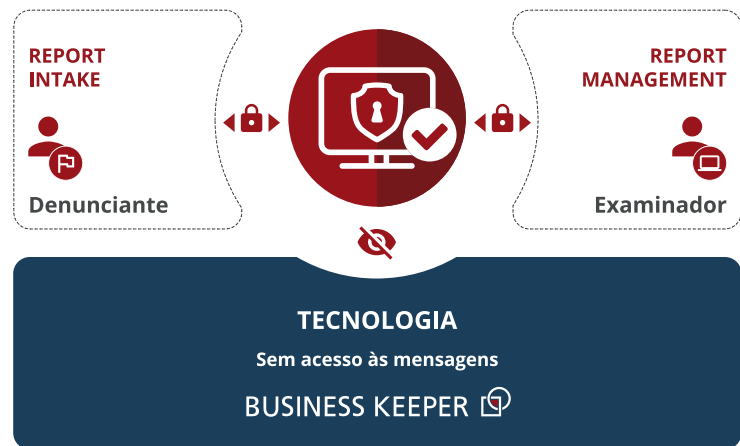 REPORT
INTAKE
Denunciante
REPORT
MANAGEMENT
Examinador
TECNOLOGIA
Sem acesso às mensagens
BUSINESS KEEPER